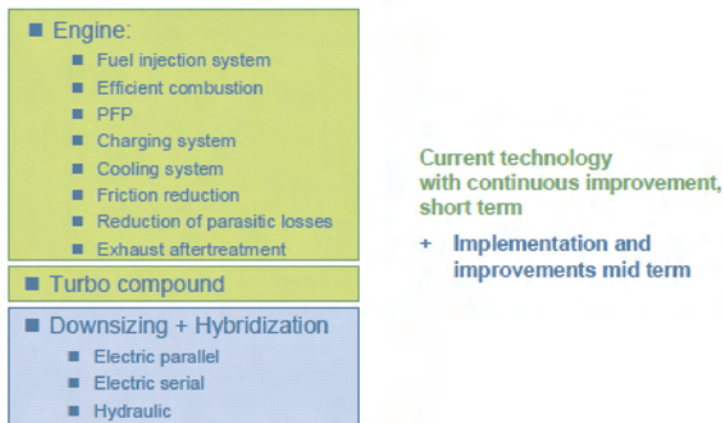 Engine:
Fuel injection system
Efficient combustion
PFP
Charging system
Cooling system
Friction reduction
Reduction of parasitic losses
Exhaust aftertreatment
Turbo compound
Downsizing + Hybridization
Electric parallel
Electric serial
Hydraulic
Current technology
with continuous improvement,
short term
+ Implementation and
improvements mid term